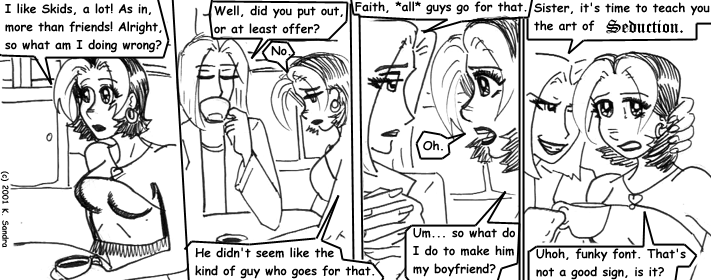 I like Skids, a lot! As in,
more than friends! Alright,
so what am I doing wrong?
(c) 2001 K. Sandra
Well, did you put out,
or at least offer?
No.
He didn't seem like the
kind of guy who goes for that.
Faith, *all* guys go for that.
Oh.
Um... so what do
I do to make him
my boyfriend?
Sister, it's time to teach you
the art of Seduction.
Uhoh, funky font. That's
not a good sign, is it?